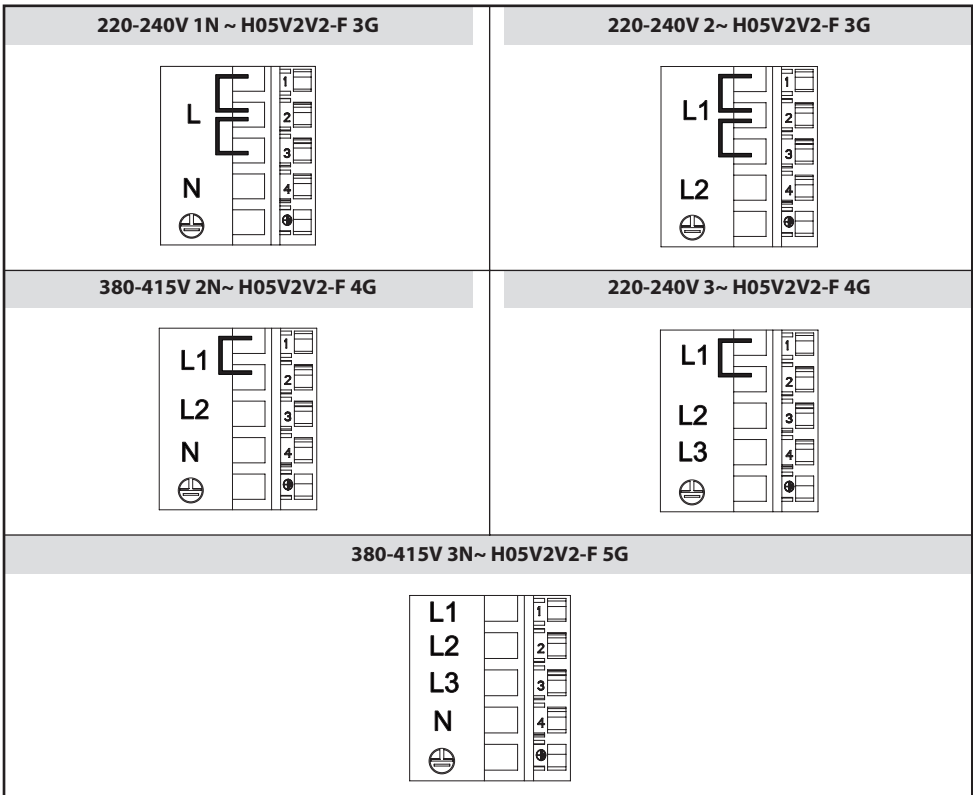 220-240V 1N ~ H05V2V2-F 3G
L
N
1
2
3
4
220-240V 2~ H05V2V2-F 3G
L1
L2
1
2
3
4
380-415V 2N~ H05V2V2-F 4G
L1
L2
N
1
2
3
4
220-240V 3~ H05V2V2-F 4G
L1
L2
L3
1
2
3
4
380-415V 3N~ H05V2V2-F 5G
L1
L2
L3
N
1
2
3
4